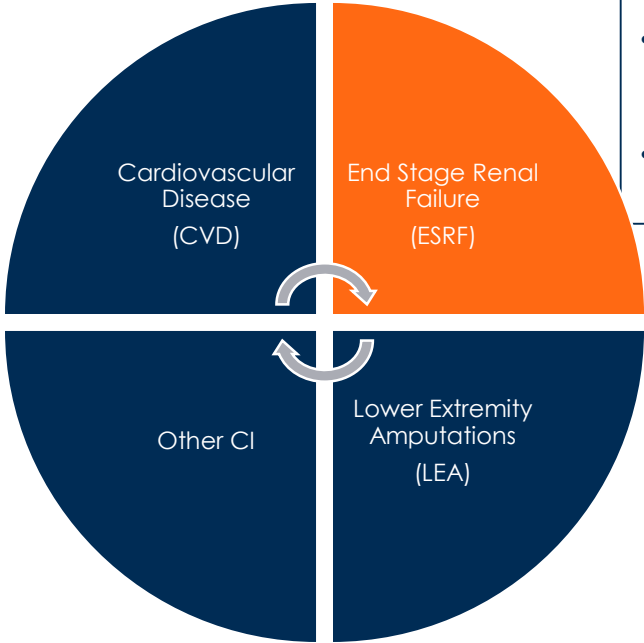 Cardiovascular
Disease
(CVD)
End Stage Renal
Failure
(ESRF)
Other CI
Lower Extremity
Amputations
(LEA)